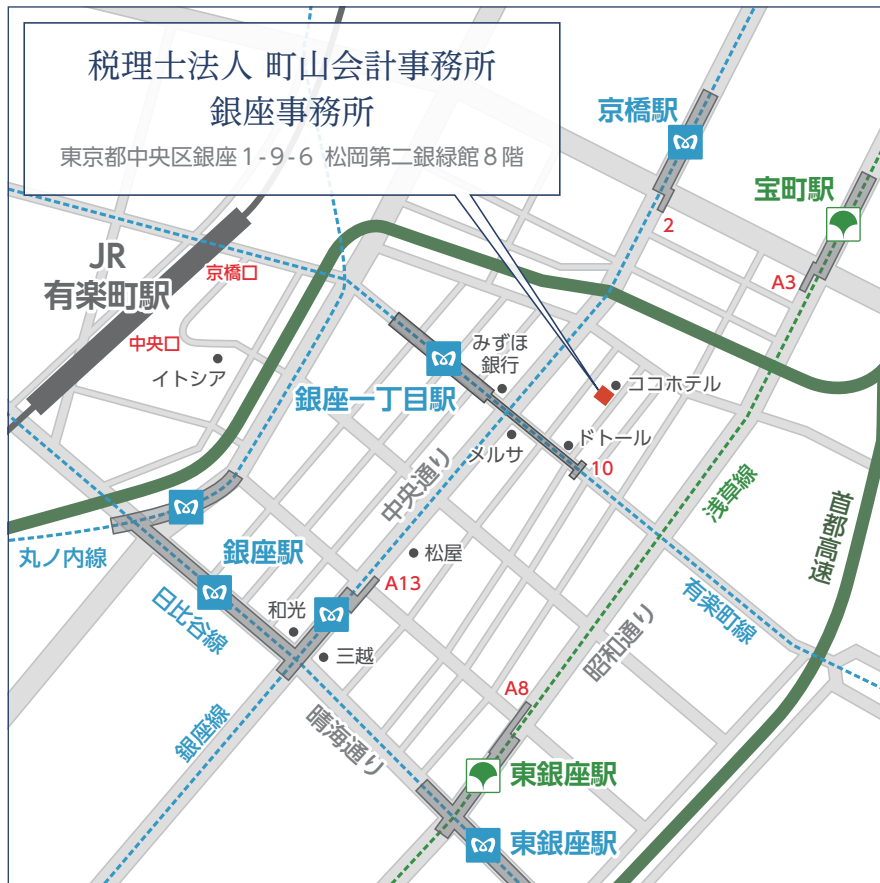 税理士法人 町山会計事務所
銀座事務所
東京都中央区銀座1-9-6 松岡第二銀緑館8階
京橋駅
宝町駅
2
A3
JR
有楽町駅
京橋口
中央口
イトシア
みずほ
銀行
銀座一丁目駅
ココホテル
メルサ
ドトール
10
中央通り
浅草線
首都高速
丸ノ内線
銀座駅
松屋
A13
日比谷線
和光
三越
有楽町線
昭和通り
A8
銀座線
晴海通り
東銀座駅
東銀座駅